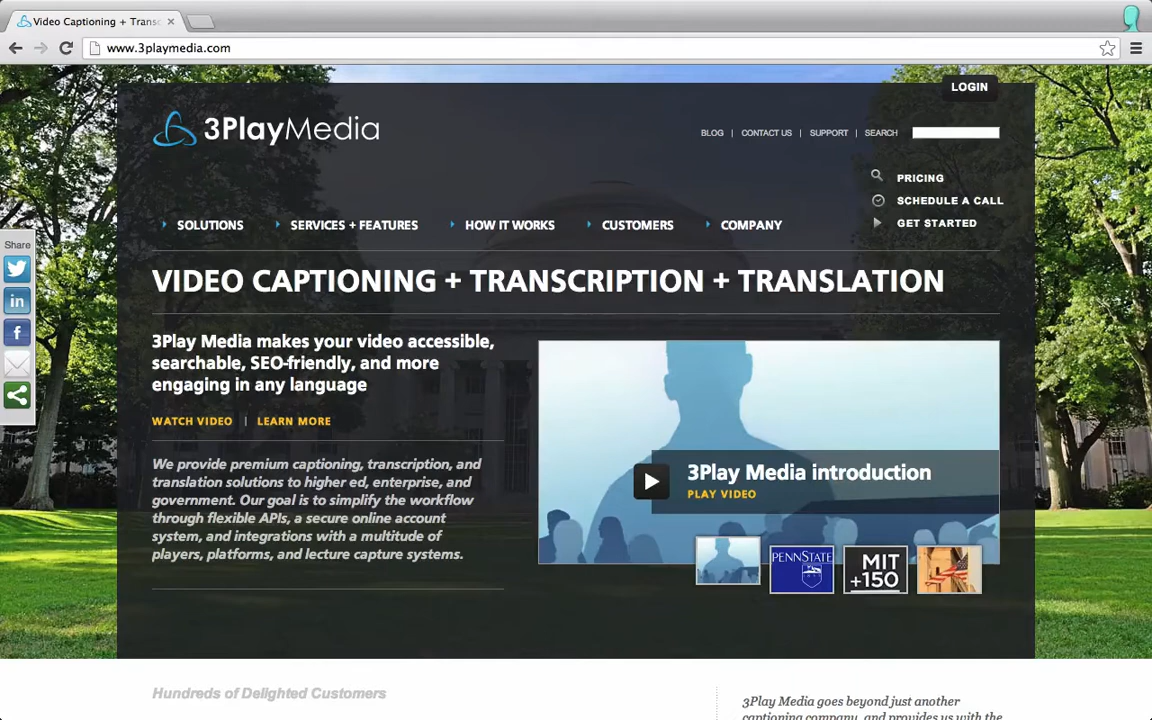 Video Captioning + Transc
www.3playmedia.com
LOGIN
3PlayMedia
BLOG | CONTACT US | SUPPORT | SEARCH
PRICING
SCHEDULE A CALL
GET STARTED
SOLUTIONS SERVICES + FEATURES HOW IT WORKS CUSTOMERS COMPANY
Share
VIDEO CAPTIONING + TRANSCRIPTION + TRANSLATION
3Play Media makes your video accessible,
searchable, SEO-friendly, and more
engaging in any language
WATCH VIDEO | LEARN MORE
We provide premium captioning, transcription, and
translation solutions to higher ed, enterprise, and
government. Our goal is to simplify the workflow
through flexible APIs, a secure online account
system, and integrations with a multitude of
players, platforms, and lecture capture systems.
3Play Media introduction
PLAY VIDEO
PENNSTATE
MIT
+150
Hundreds of Delighted Customers
3Play Media goes beyond just another
captioning company, and provides us with the